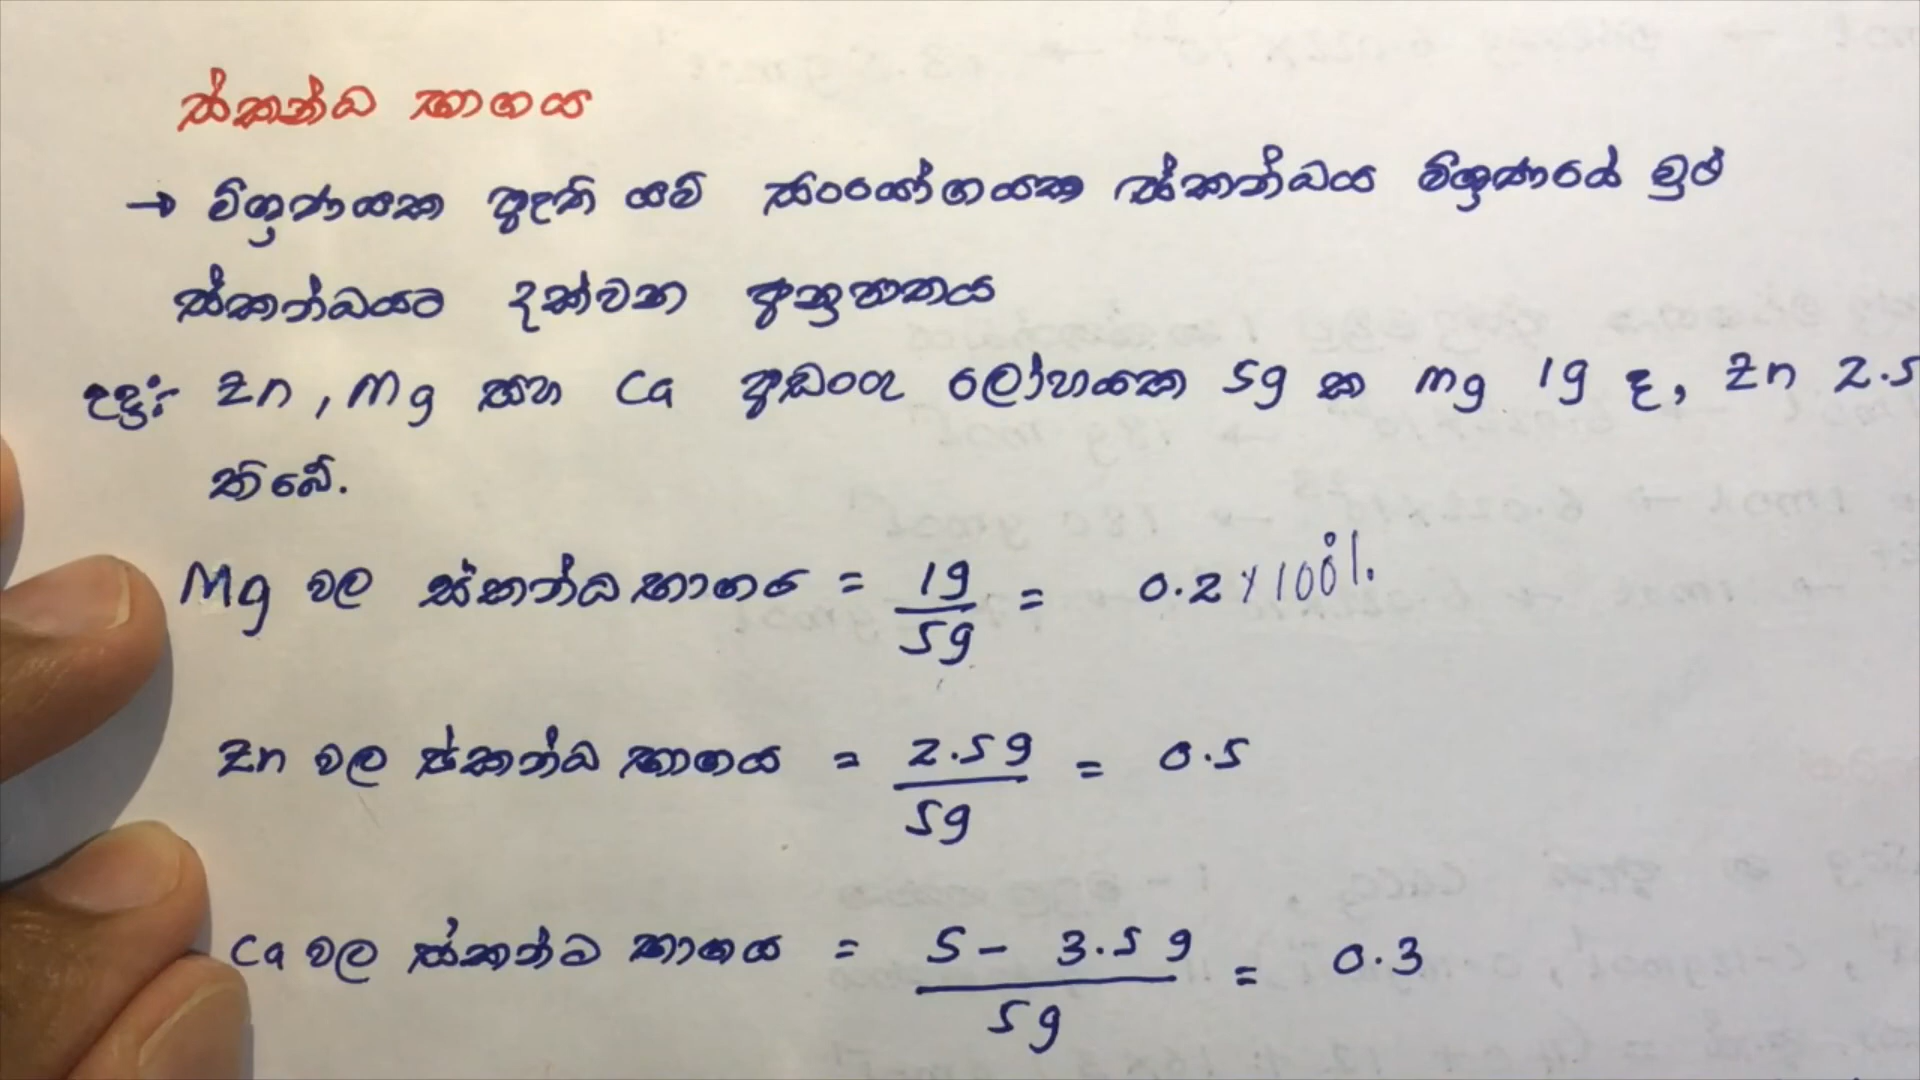 ස්කන්ධ භාගය
→ මිශ්‍රණයක අැති යම් සංයෝගයක ස්කන්ධය මිශ්‍රණයේ මුළු
ස්කන්ධයට දක්වන අනුපාතය
උදා:- Zn, Mg සහ Ca අඩංගු ලෝහයක 5g ක Mg 1g ද, Zn 2.5
තිබේ.
Mg වල ස්කන්ධ භාගය = 1g / 5g = 0.2 × 100%
Zn වල ස්කන්ධ භාගය = 2.5g / 5g = 0.5
Ca වල ස්කන්ධ භාගය = 5 - 3.5g / 5g = 0.3